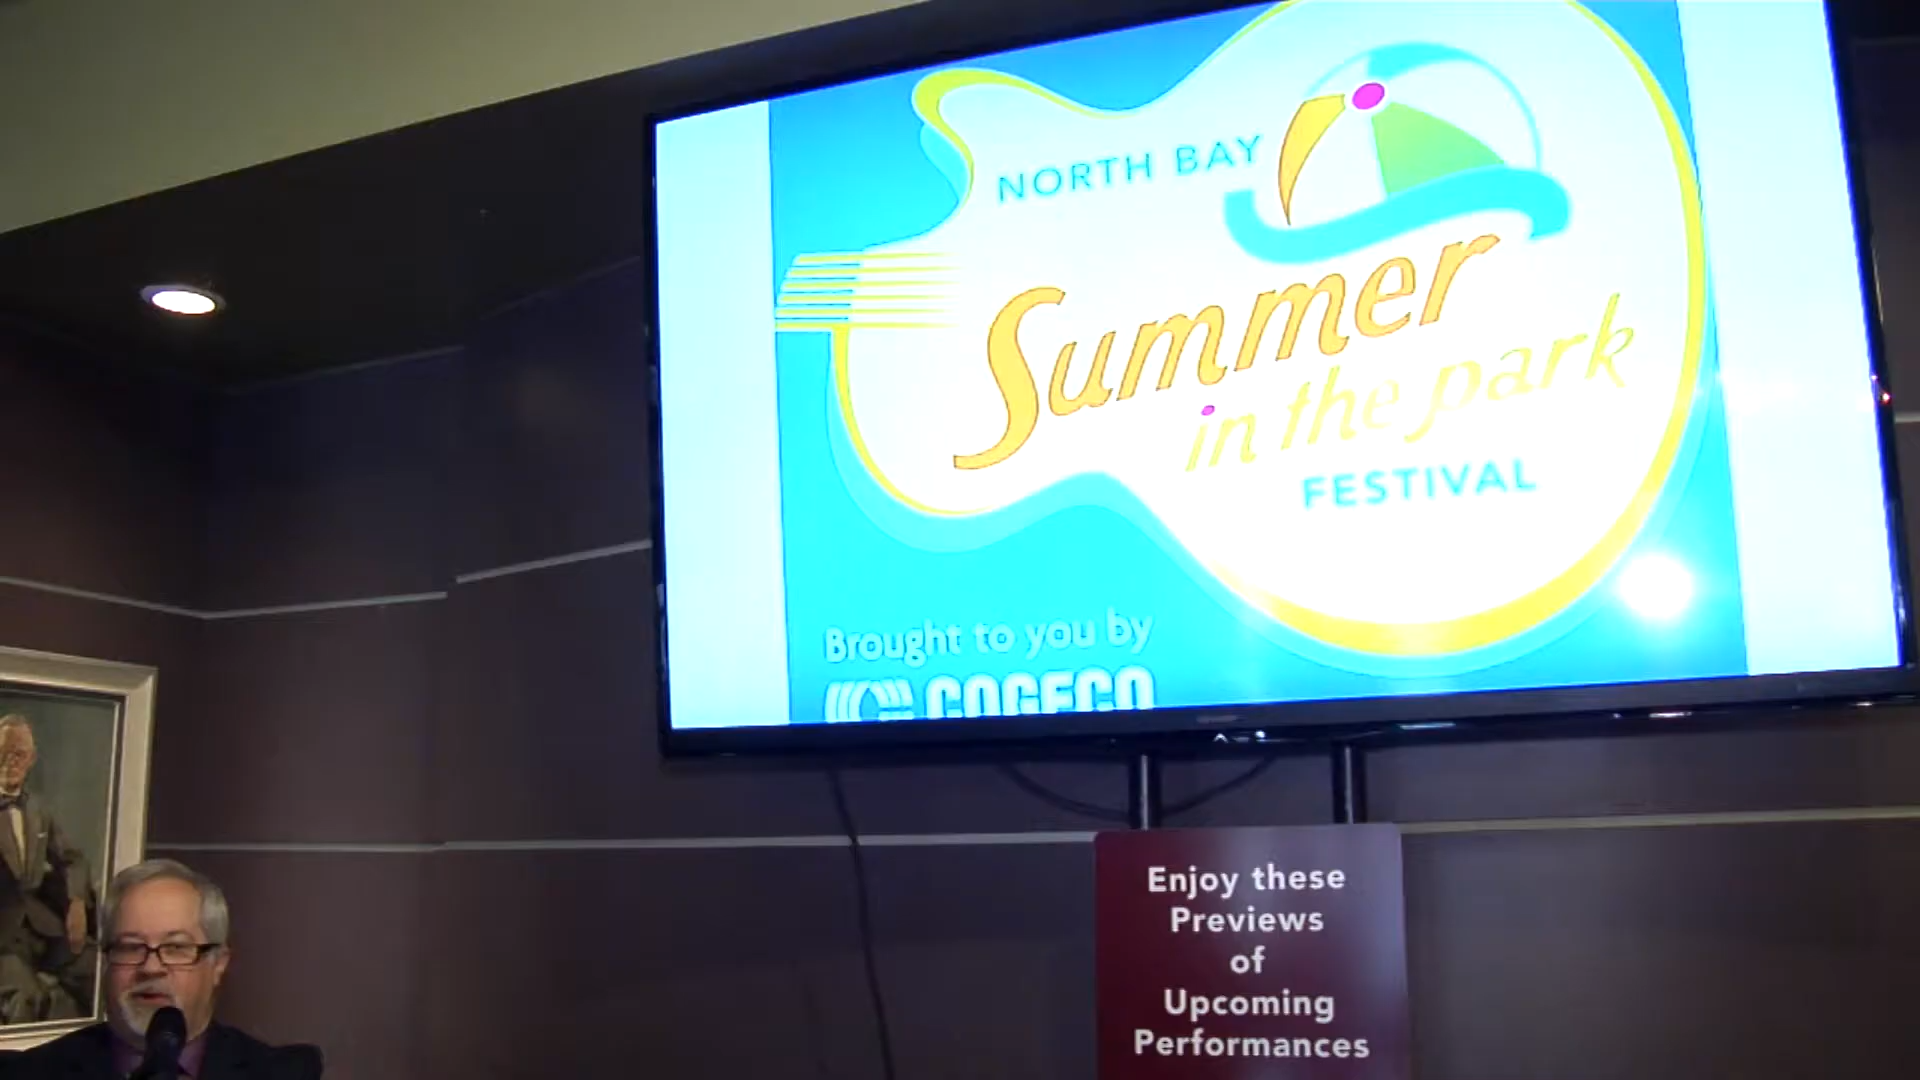 NORTH BAY
Summer
in the park
FESTIVAL
Brought to you by
COGECO
Enjoy these
Previews
of
Upcoming
Performances